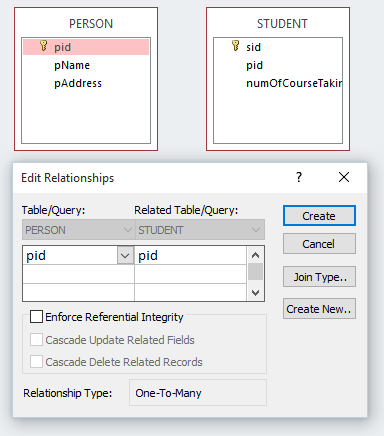 PERSON
pid
pName
pAddress
STUDENT
sid
pid
numOfCourseTakin
Edit Relationships
?
Table/Query:
Related Table/Query:
PERSON
STUDENT
pid
pid
Create
Cancel
Join Type..
Create New..
Enforce Referential Integrity
Cascade Update Related Fields
Cascade Delete Related Records
Relationship Type:
One-To-Many